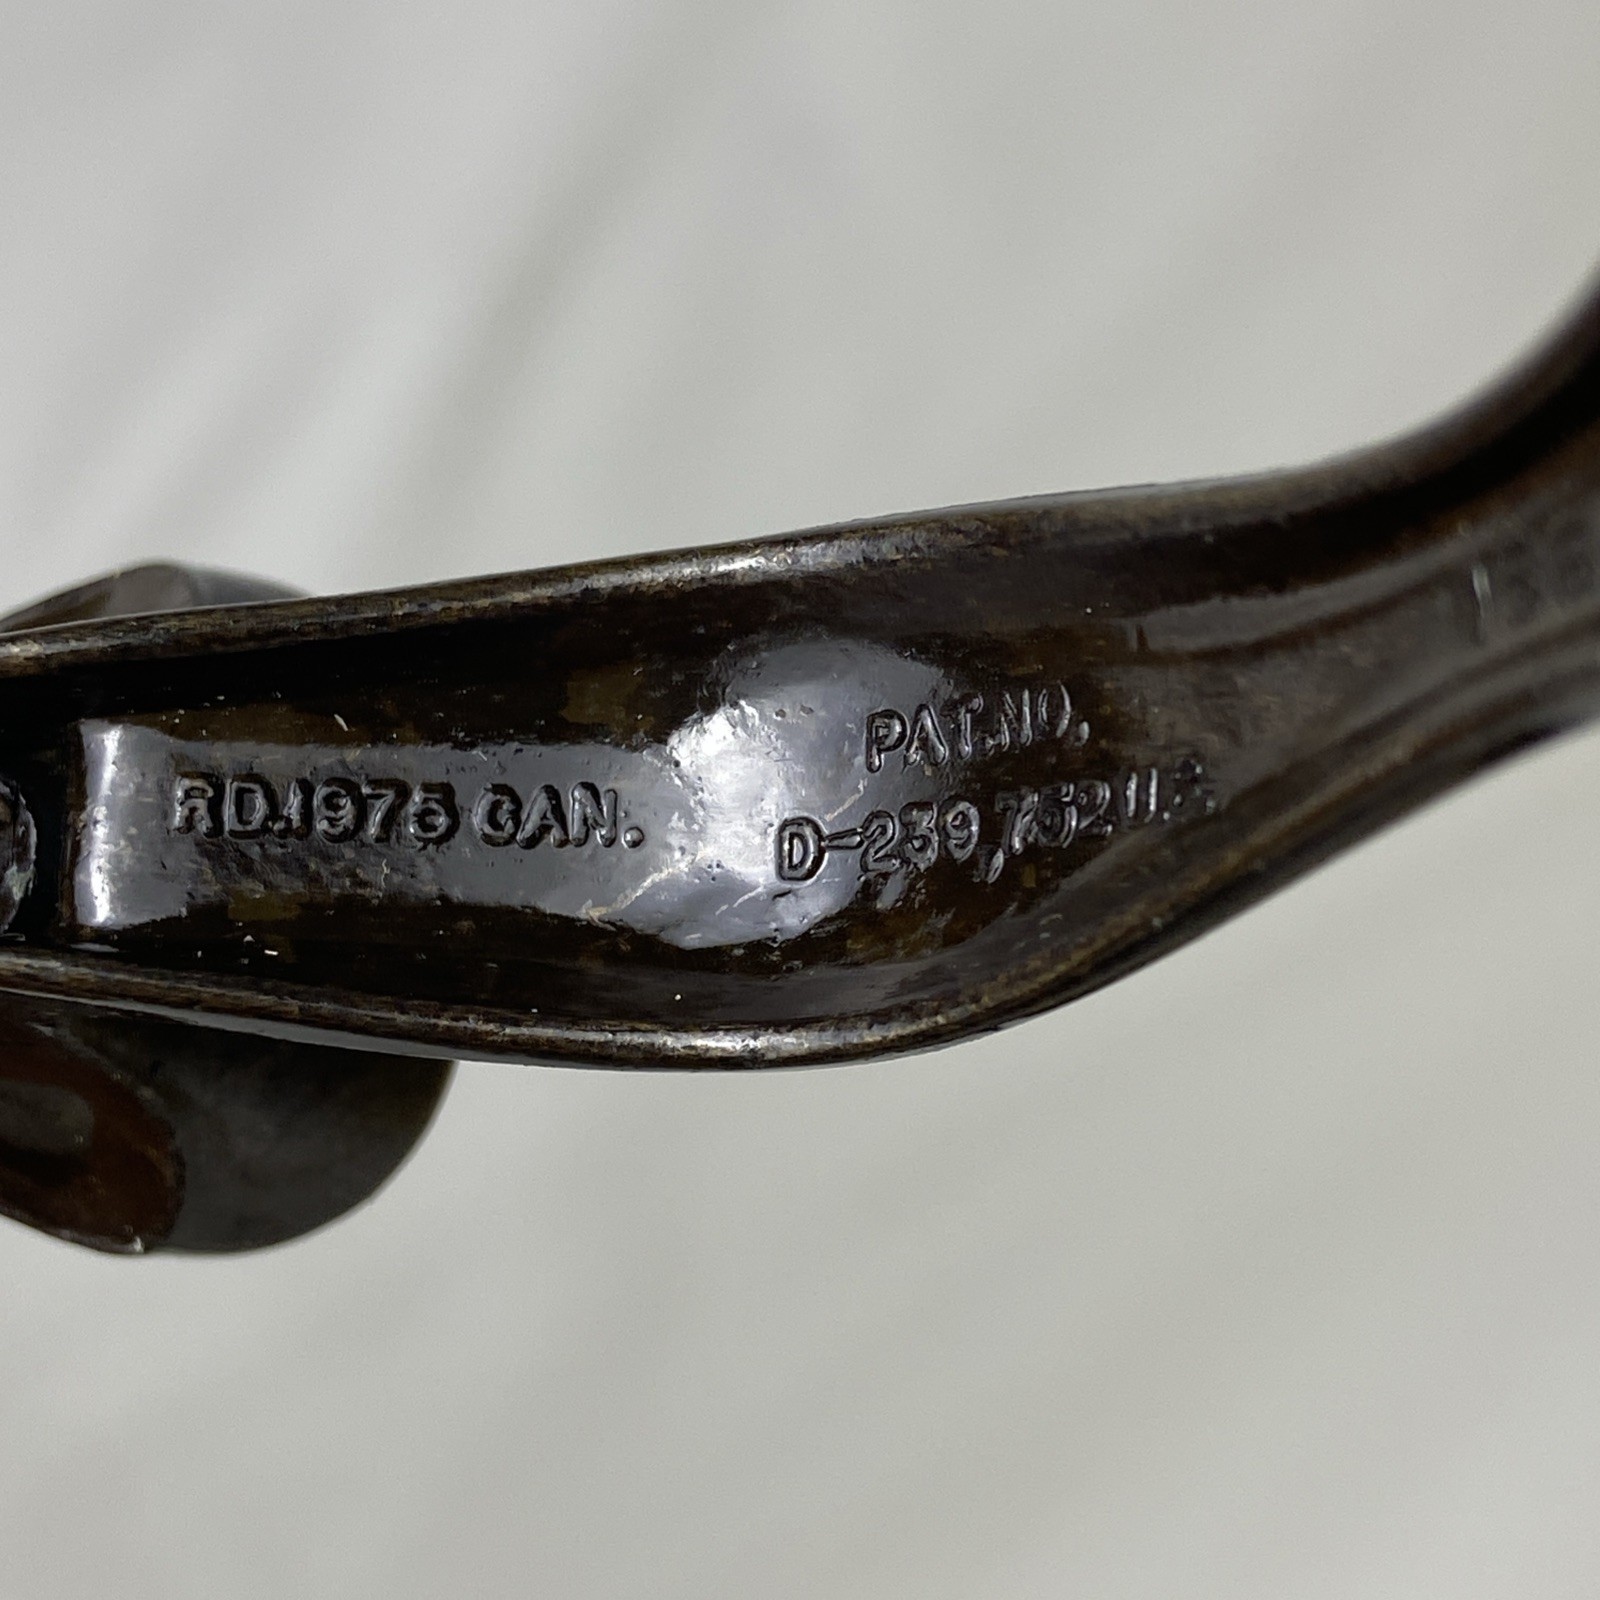 RD.1975 CAN.
PAT.NO.
D-239,752 U.S.